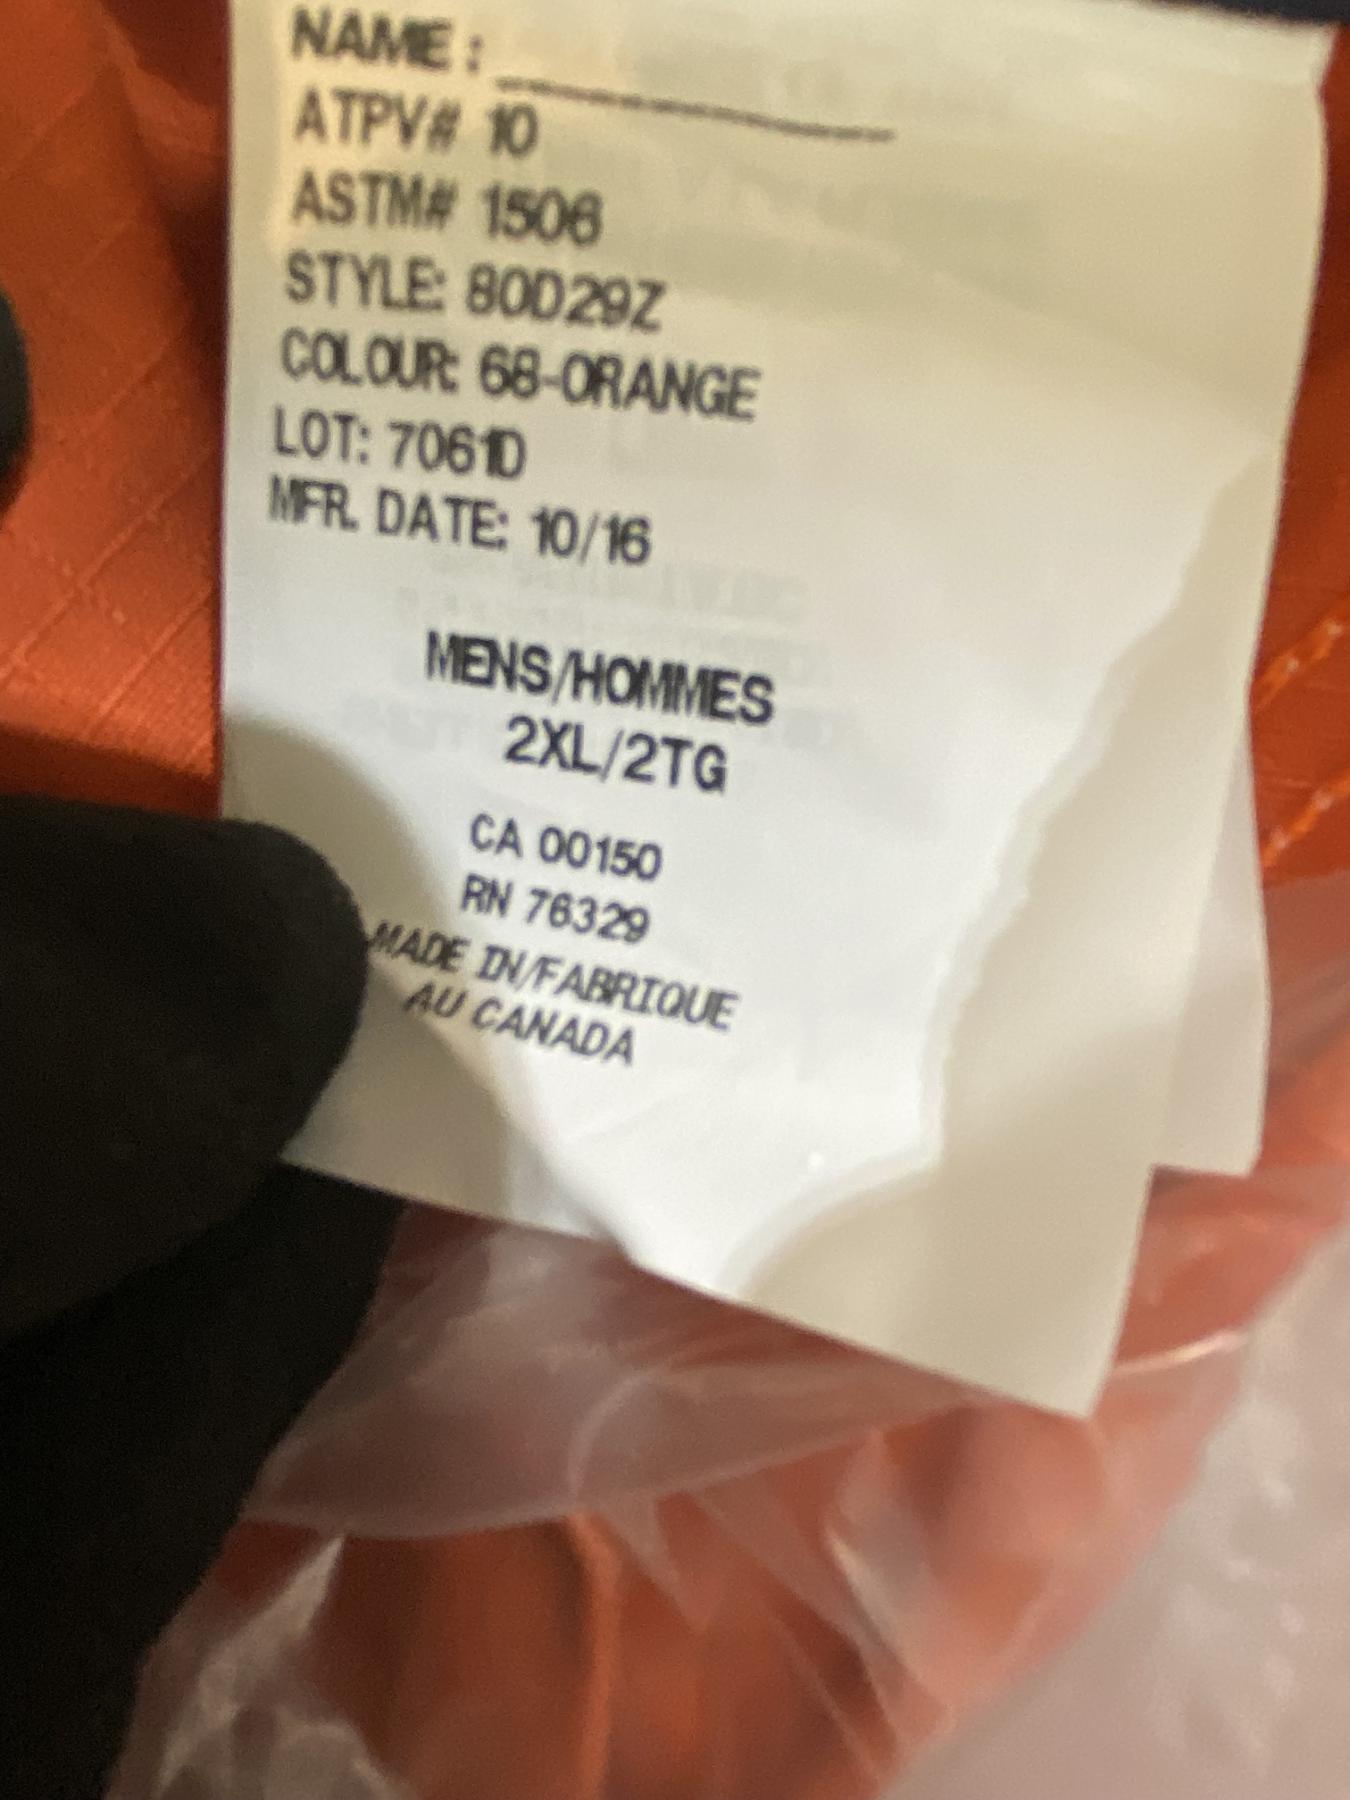 NAME: ____________
ATPV# 10
ASTM# 1506
STYLE: 80D29Z
COLOUR: 68-ORANGE
LOT: 7061D
MFR. DATE: 10/16
MENS/HOMMES
2XL/2TG
CA 00150
RN 76329
MADE IN/FABRIQUE
AU CANADA